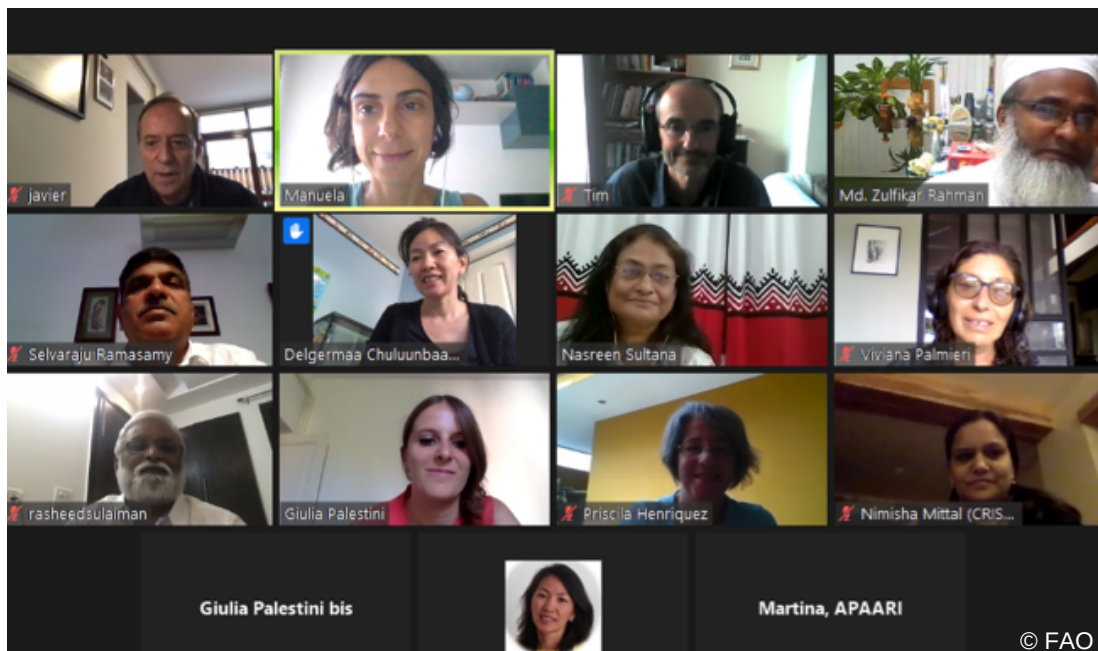 javier
Manuela
Tim
Md. Zulfikar Rahman
Selvaraju Ramasamy
Delgermaa Chuluunbaa...
Nasreen Sultana
Viviana Palmieri
rasheedsulaiman
Giulia Palestini
Priscila Henriquez
Nimisha Mittal (CRIS...
Giulia Palestini bis
Martina, APAARI
© FAO